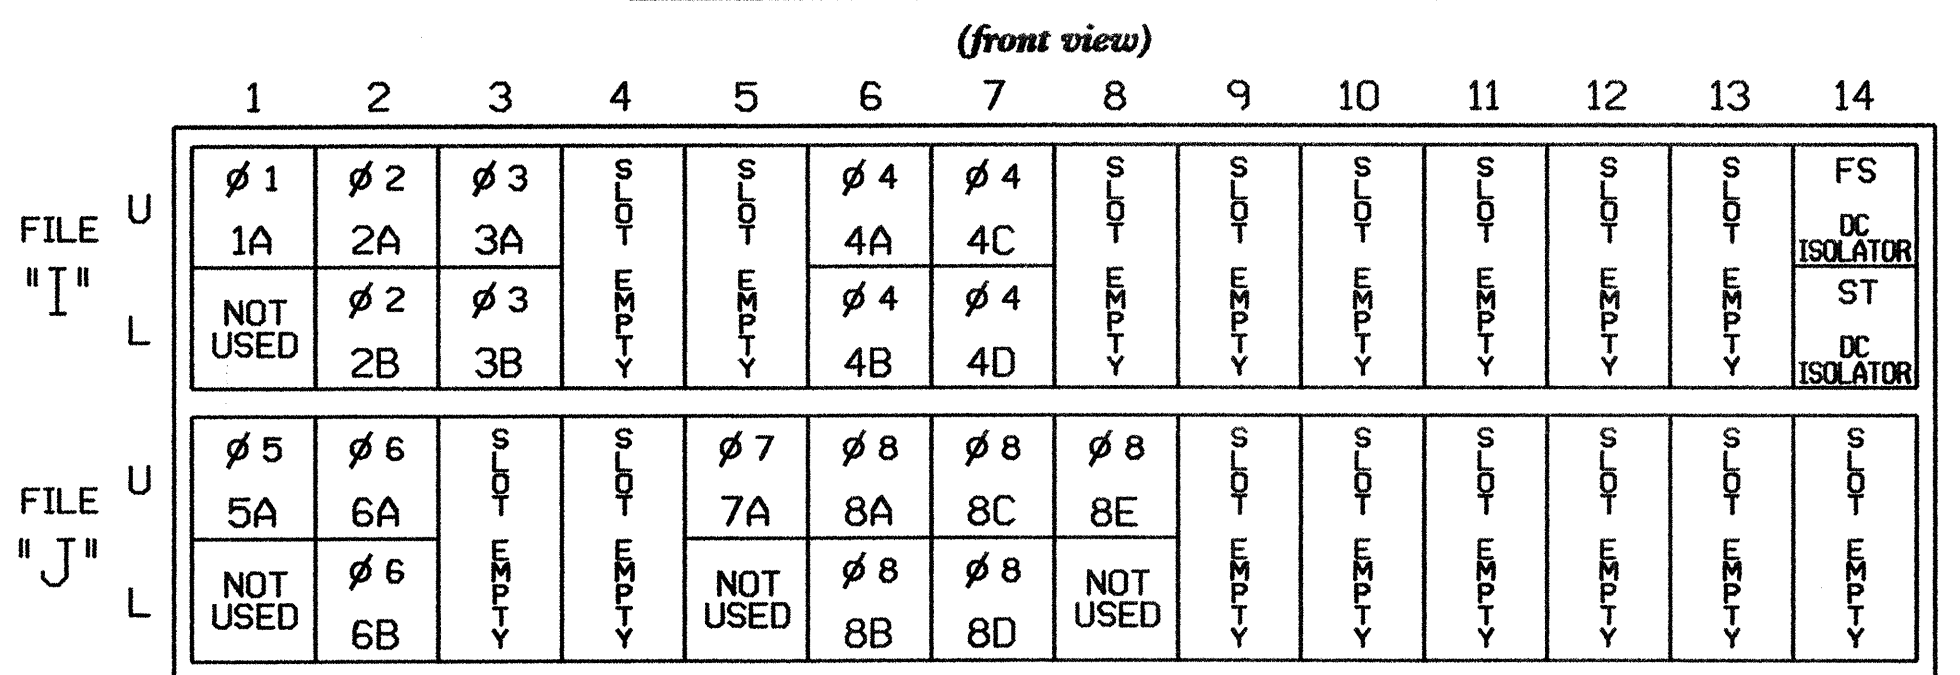 (front view)
1 2 3 4 5 6 7 8 9 10 11 12 13 14
FILE "I"
U
Ø 1 1A
Ø 2 2A
Ø 3 3A
SLOT EMPTY
SLOT EMPTY
Ø 4 4A
Ø 4 4C
SLOT EMPTY
SLOT EMPTY
SLOT EMPTY
SLOT EMPTY
SLOT EMPTY
SLOT EMPTY
FS DC ISOLATOR
L
NOT USED
Ø 2 2B
Ø 3 3B
Ø 4 4B
Ø 4 4D
ST DC ISOLATOR
FILE "J"
U
Ø 5 5A
Ø 6 6A
SLOT EMPTY
SLOT EMPTY
Ø 7 7A
Ø 8 8A
Ø 8 8C
Ø 8 8E
SLOT EMPTY
SLOT EMPTY
SLOT EMPTY
SLOT EMPTY
SLOT EMPTY
SLOT EMPTY
L
NOT USED
Ø 6 6B
NOT USED
Ø 8 8B
Ø 8 8D
NOT USED